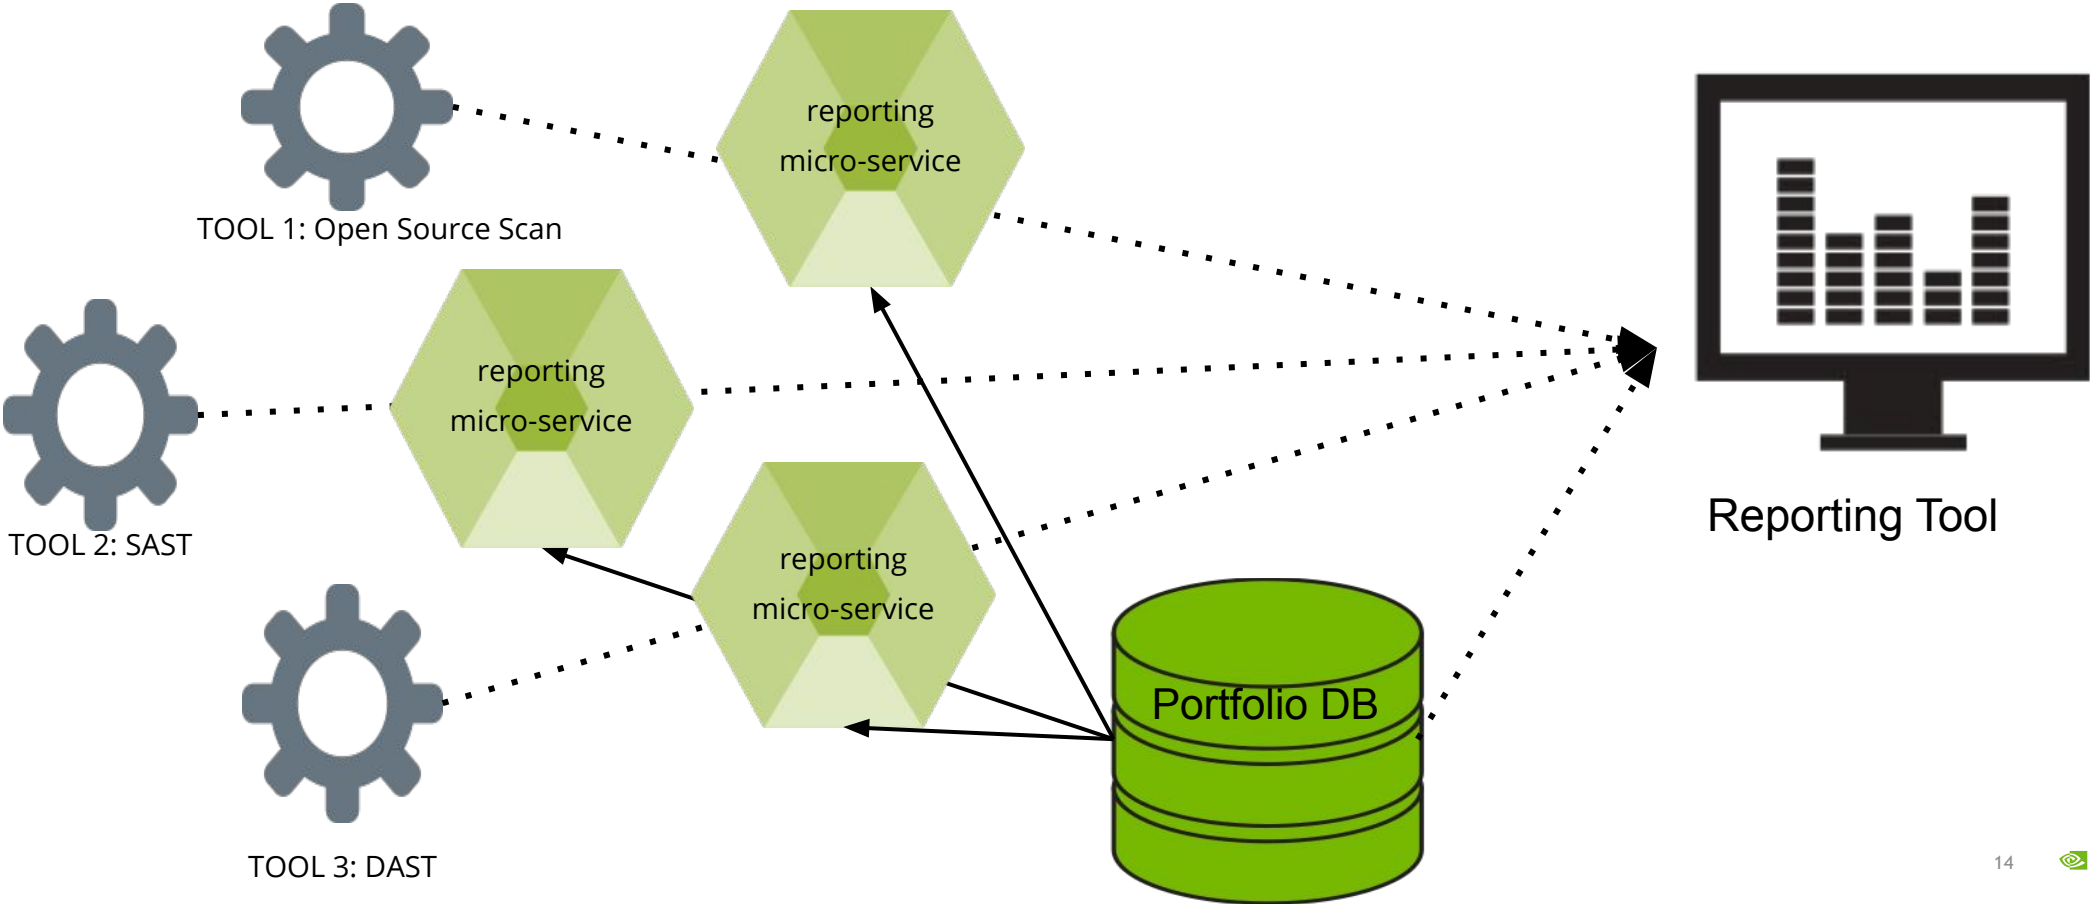 reporting
micro-service
TOOL 1: Open Source Scan
reporting
micro-service
TOOL 2: SAST
reporting
micro-service
TOOL 3: DAST
Portfolio DB
Reporting Tool
14